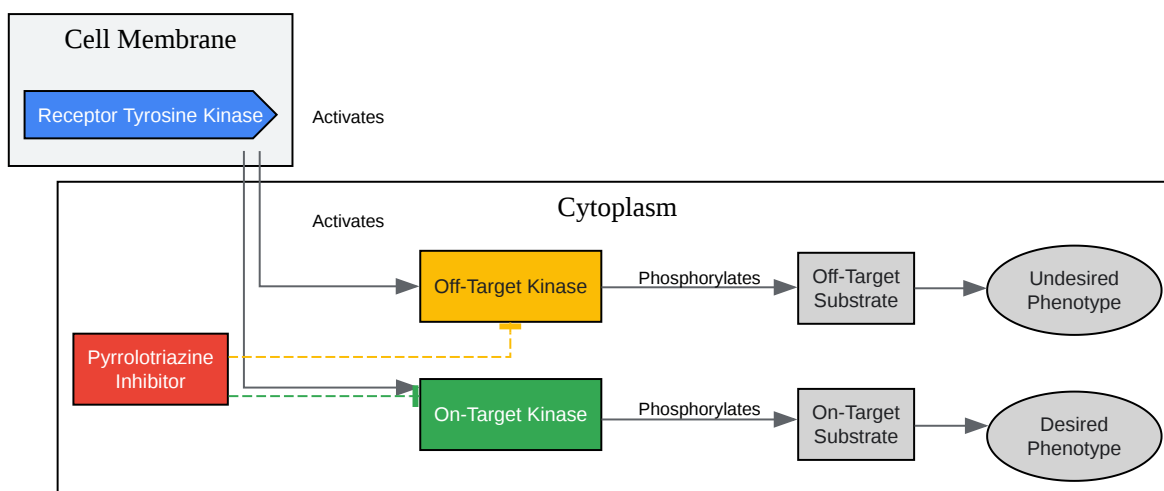 Cell Membrane
Receptor Tyrosine Kinase
Activates
Cytoplasm
Activates
Off-Target Kinase
Phosphorylates
Off-Target
Substrate
Undesired
Phenotype
Pyrrolotriazine
Inhibitor
On-Target Kinase
Phosphorylates
On-Target
Substrate
Desired
Phenotype